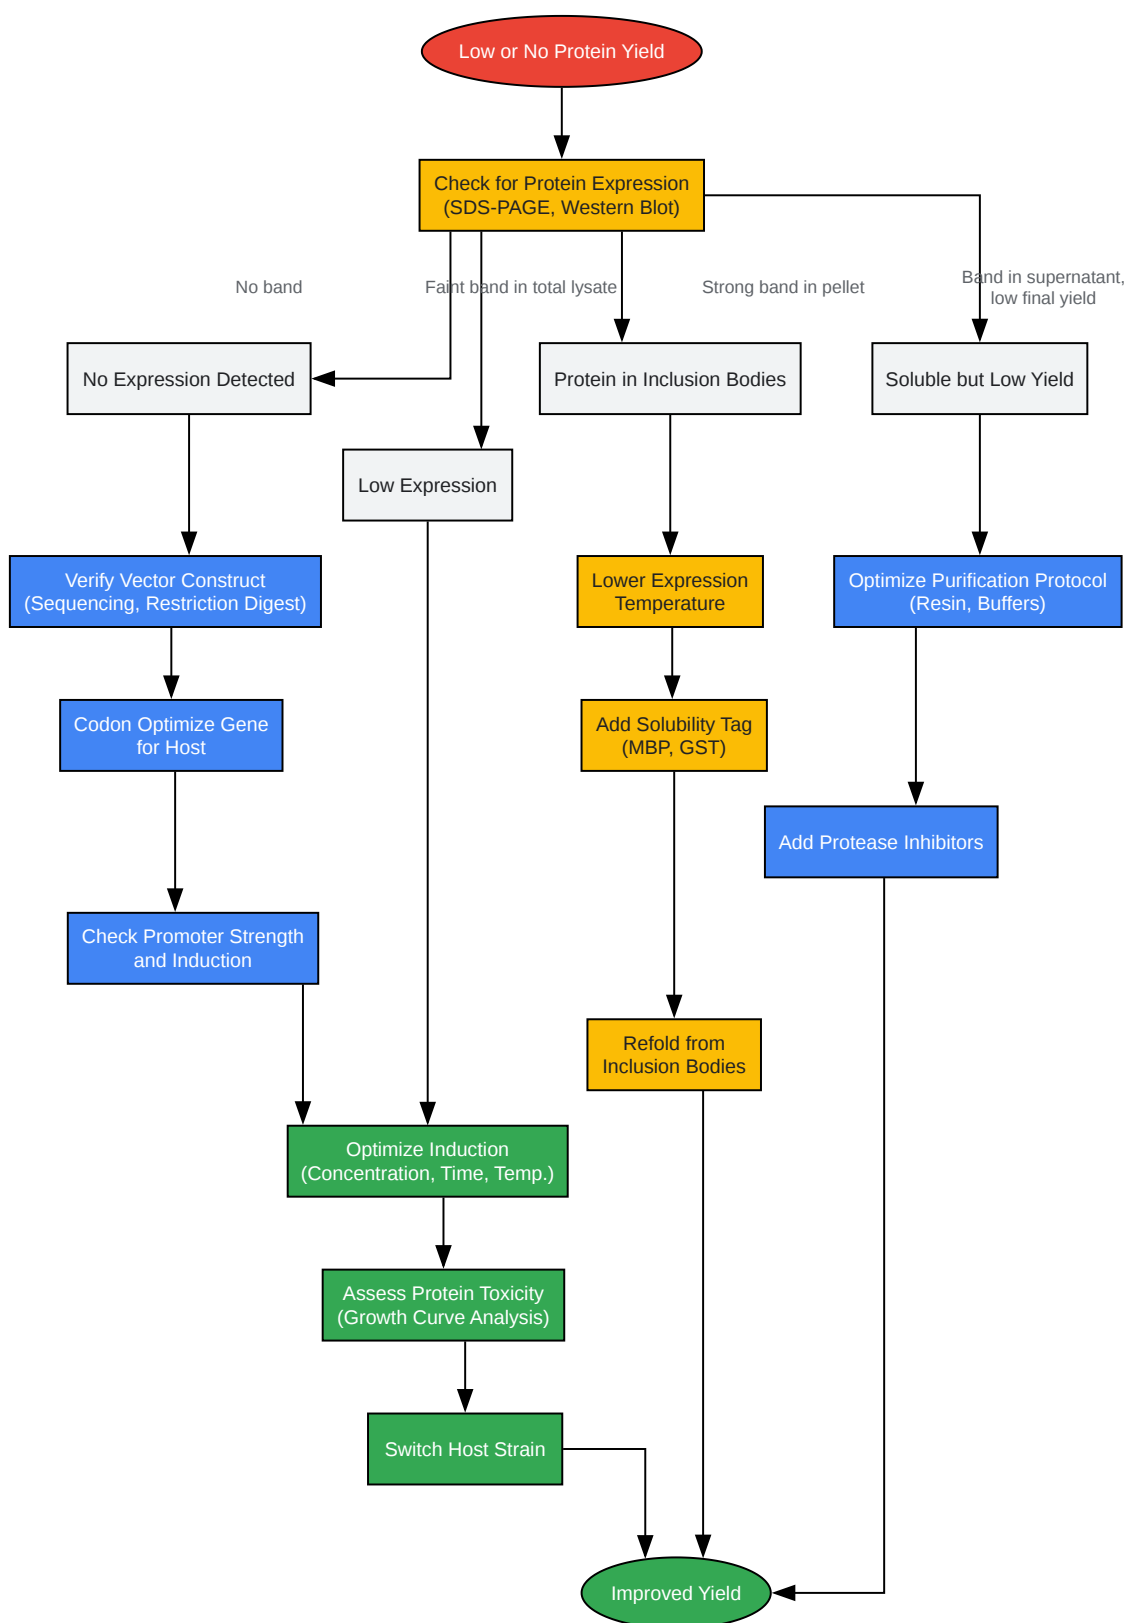 Low or No Protein Yield
Check for Protein Expression
(SDS-PAGE, Western Blot)
No band
Faint band in total lysate
Strong band in pellet
Band in supernatant,
low final yield
No Expression Detected
Protein in Inclusion Bodies
Soluble but Low Yield
Low Expression
Verify Vector Construct
(Sequencing, Restriction Digest)
Lower Expression
Temperature
Optimize Purification Protocol
(Resin, Buffers)
Codon Optimize Gene
for Host
Add Solubility Tag
(MBP, GST)
Add Protease Inhibitors
Check Promoter Strength
and Induction
Refold from
Inclusion Bodies
Optimize Induction
(Concentration, Time, Temp.)
Assess Protein Toxicity
(Growth Curve Analysis)
Switch Host Strain
Improved Yield